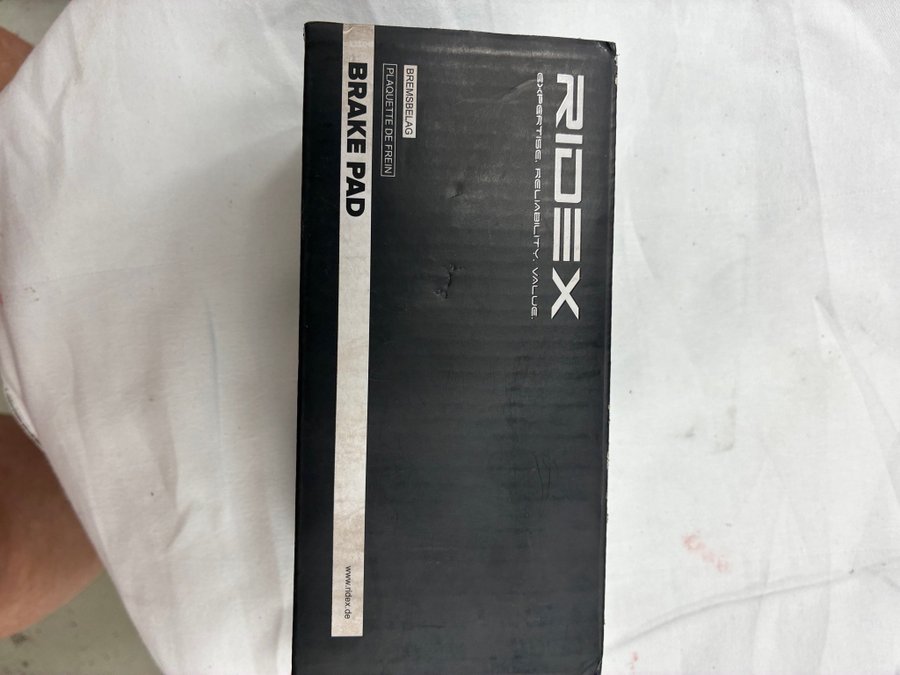 RIDEX
EXPERTISE. RELIABILITY. VALUE.
BREMSBELAG
PLAQUETTE DE FREIN
BRAKE PAD
www.ridex.de